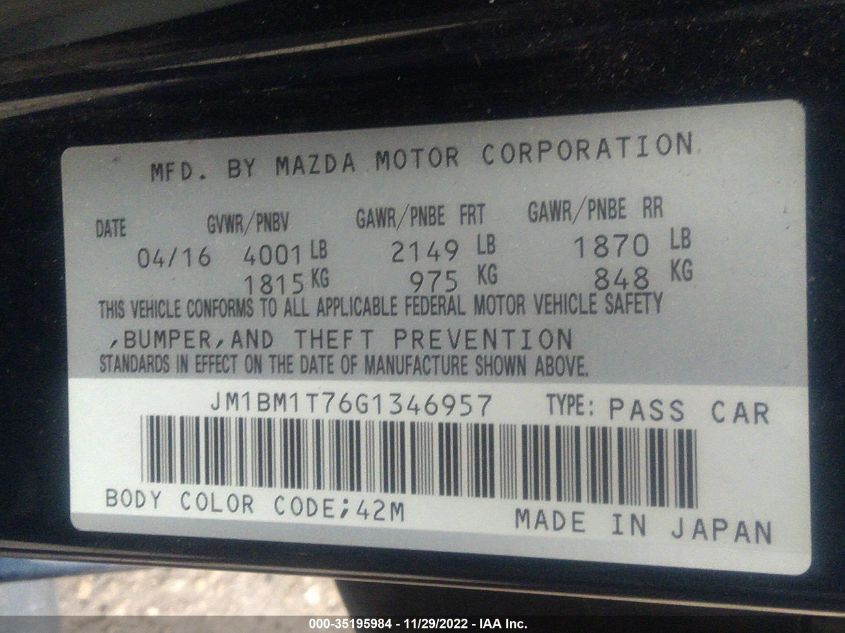 MFD. BY MAZDA MOTOR CORPORATION
DATE GVWR/PNBV GAWR/PNBE FRT GAWR/PNBE RR
04/16 4001 LB 2149 LB 1870 LB
1815 KG 975 KG 848 KG
THIS VEHICLE CONFORMS TO ALL APPLICABLE FEDERAL MOTOR VEHICLE SAFETY
,BUMPER,AND THEFT PREVENTION
STANDARDS IN EFFECT ON THE DATE OF MANUFACTURE SHOWN ABOVE.
JM1BM1T76G1346957 TYPE: PASS CAR
BODY COLOR CODE;42M MADE IN JAPAN
000-35195984 - 11/29/2022 - IAA Inc.